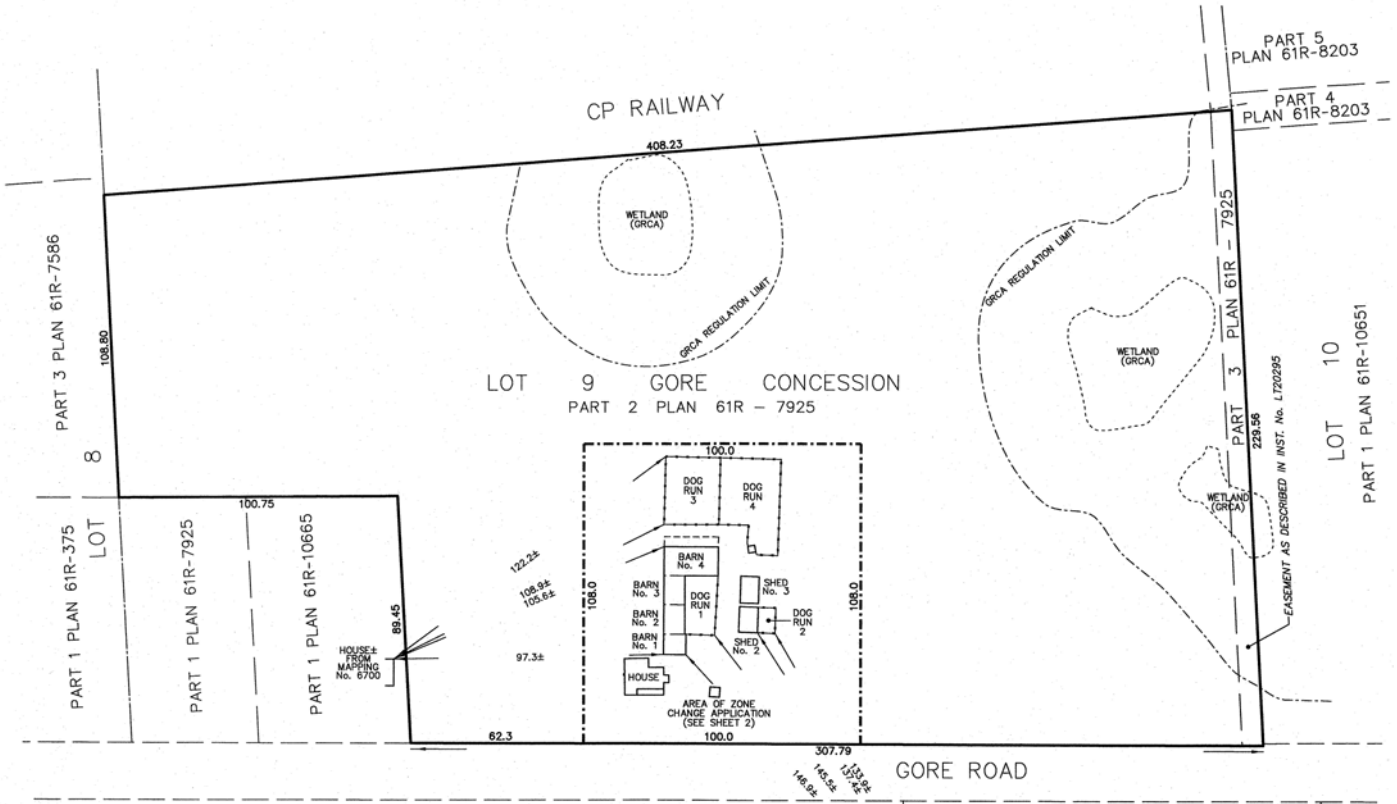 PART 5
PLAN 61R-8203
PART 4
PLAN 61R-8203
CP RAILWAY
408.23
WETLAND
(GRCA)
GRCA REGULATION LIMIT
GRCA REGULATION LIMIT
PART 3 PLAN 61R - 7925
PART 3 PLAN 61R-7586
108.80
WETLAND
(GRCA)
LOT 9 GORE CONCESSION
PART 2 PLAN 61R - 7925
229.56
EASEMENT AS DESCRIBED IN INST. No. LT20295
LOT 10
PART 1 PLAN 61R-10651
LOT 8
100.75
100.0
DOG
RUN
3
DOG
RUN
4
WETLAND
(GRCA)
PART 1 PLAN 61R-375
PART 1 PLAN 61R-7925
PART 1 PLAN 61R-10665
89.45
122.2±
108.9±
105.6±
97.3±
108.0
108.0
BARN
No. 4
BARN
No. 3
BARN
No. 2
BARN
No. 1
DOG
RUN
1
SHED
No. 3
DOG
RUN
2
SHED
No. 2
HOUSE±
FROM
MAPPING
No. 6700
HOUSE
AREA OF ZONE
CHANGE APPLICATION
(SEE SHEET 2)
62.3
100.0
307.79
133.9±
137.4±
145.5±
146.9±
GORE ROAD